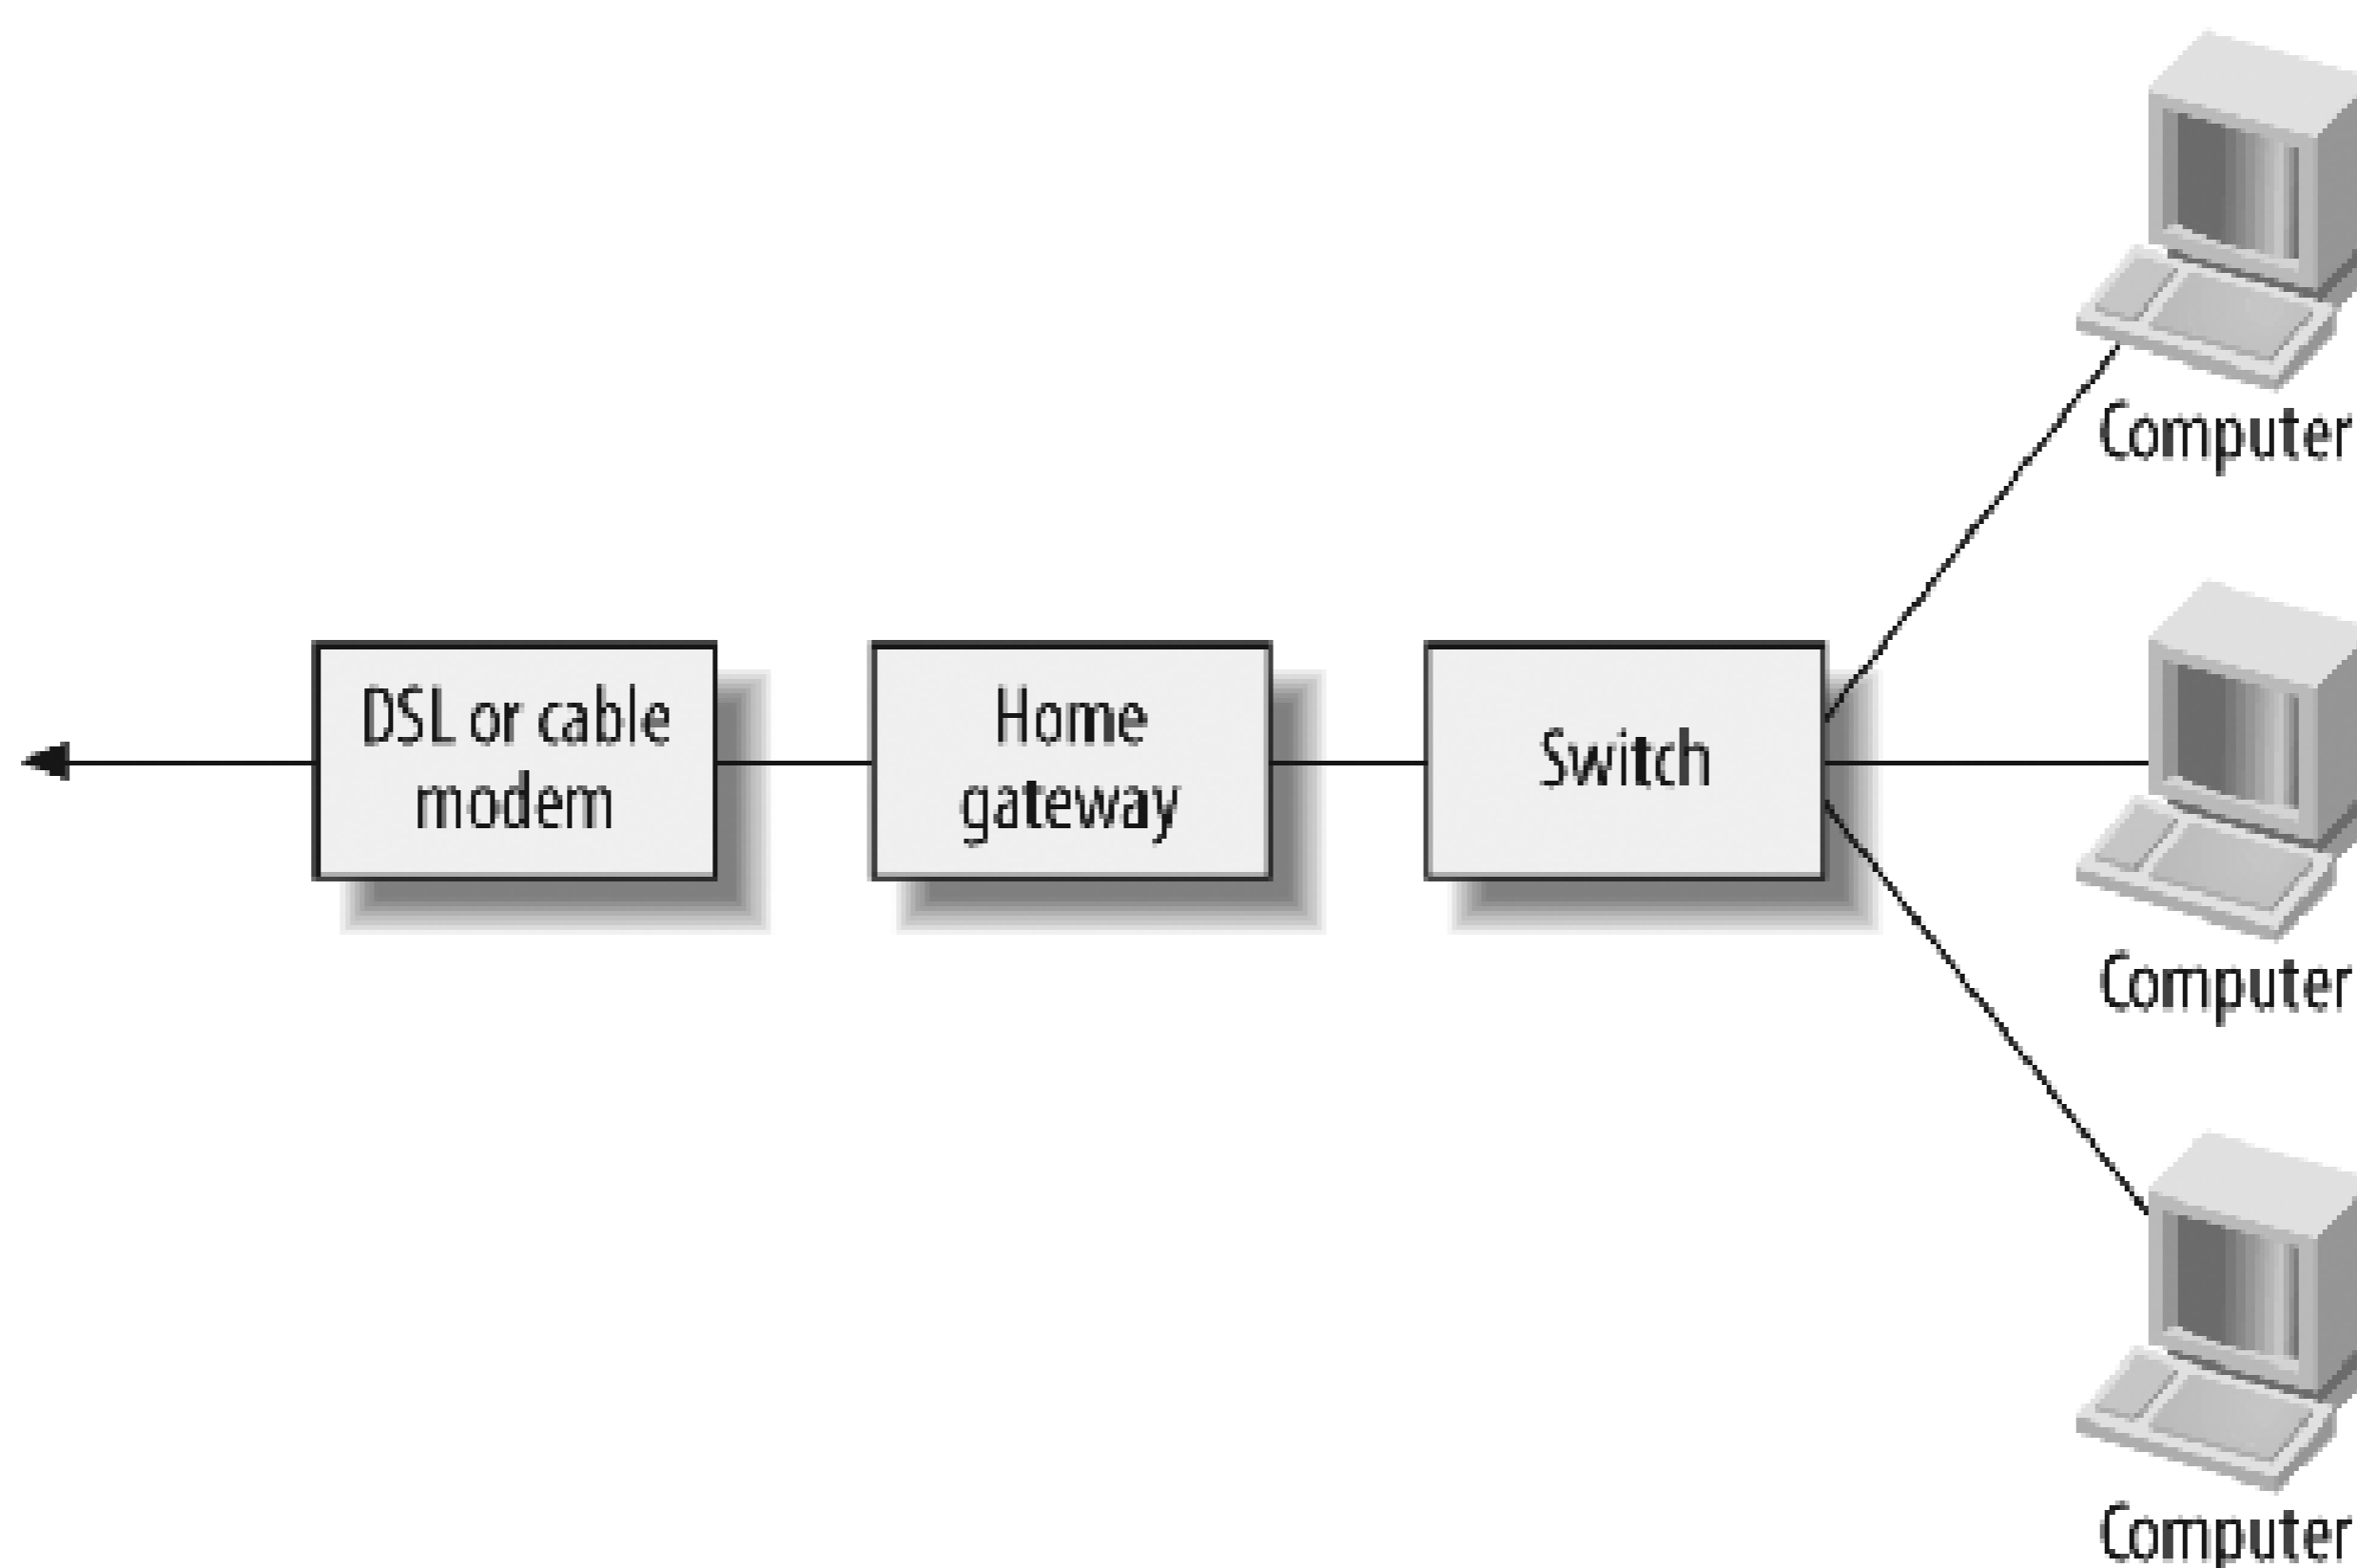 Computer
DSL or cable
modem
Home
gateway
Switch
Computer
Computer